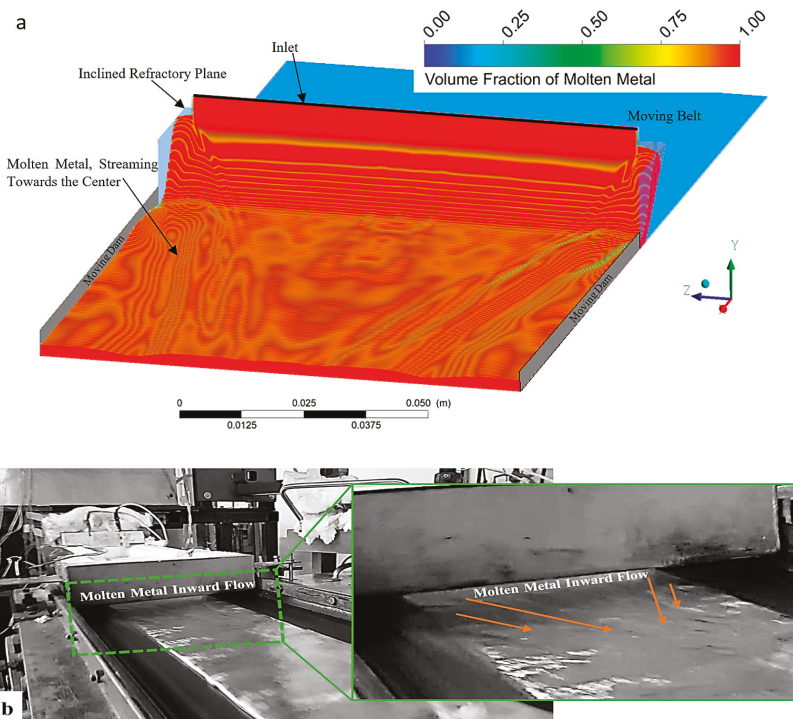 a
0.00
0.25
0.50
0.75
1.00
Volume Fraction of Molten Metal
Inlet
Inclined Refractory Plane
Moving Belt
Molten Metal, Streaming
Towards the Center
Moving Dam
Moving Dam
Y
Z
0
0.025
0.050 (m)
0.0125
0.0375
Molten Metal Inward Flow
Molten Metal Inward Flow
b